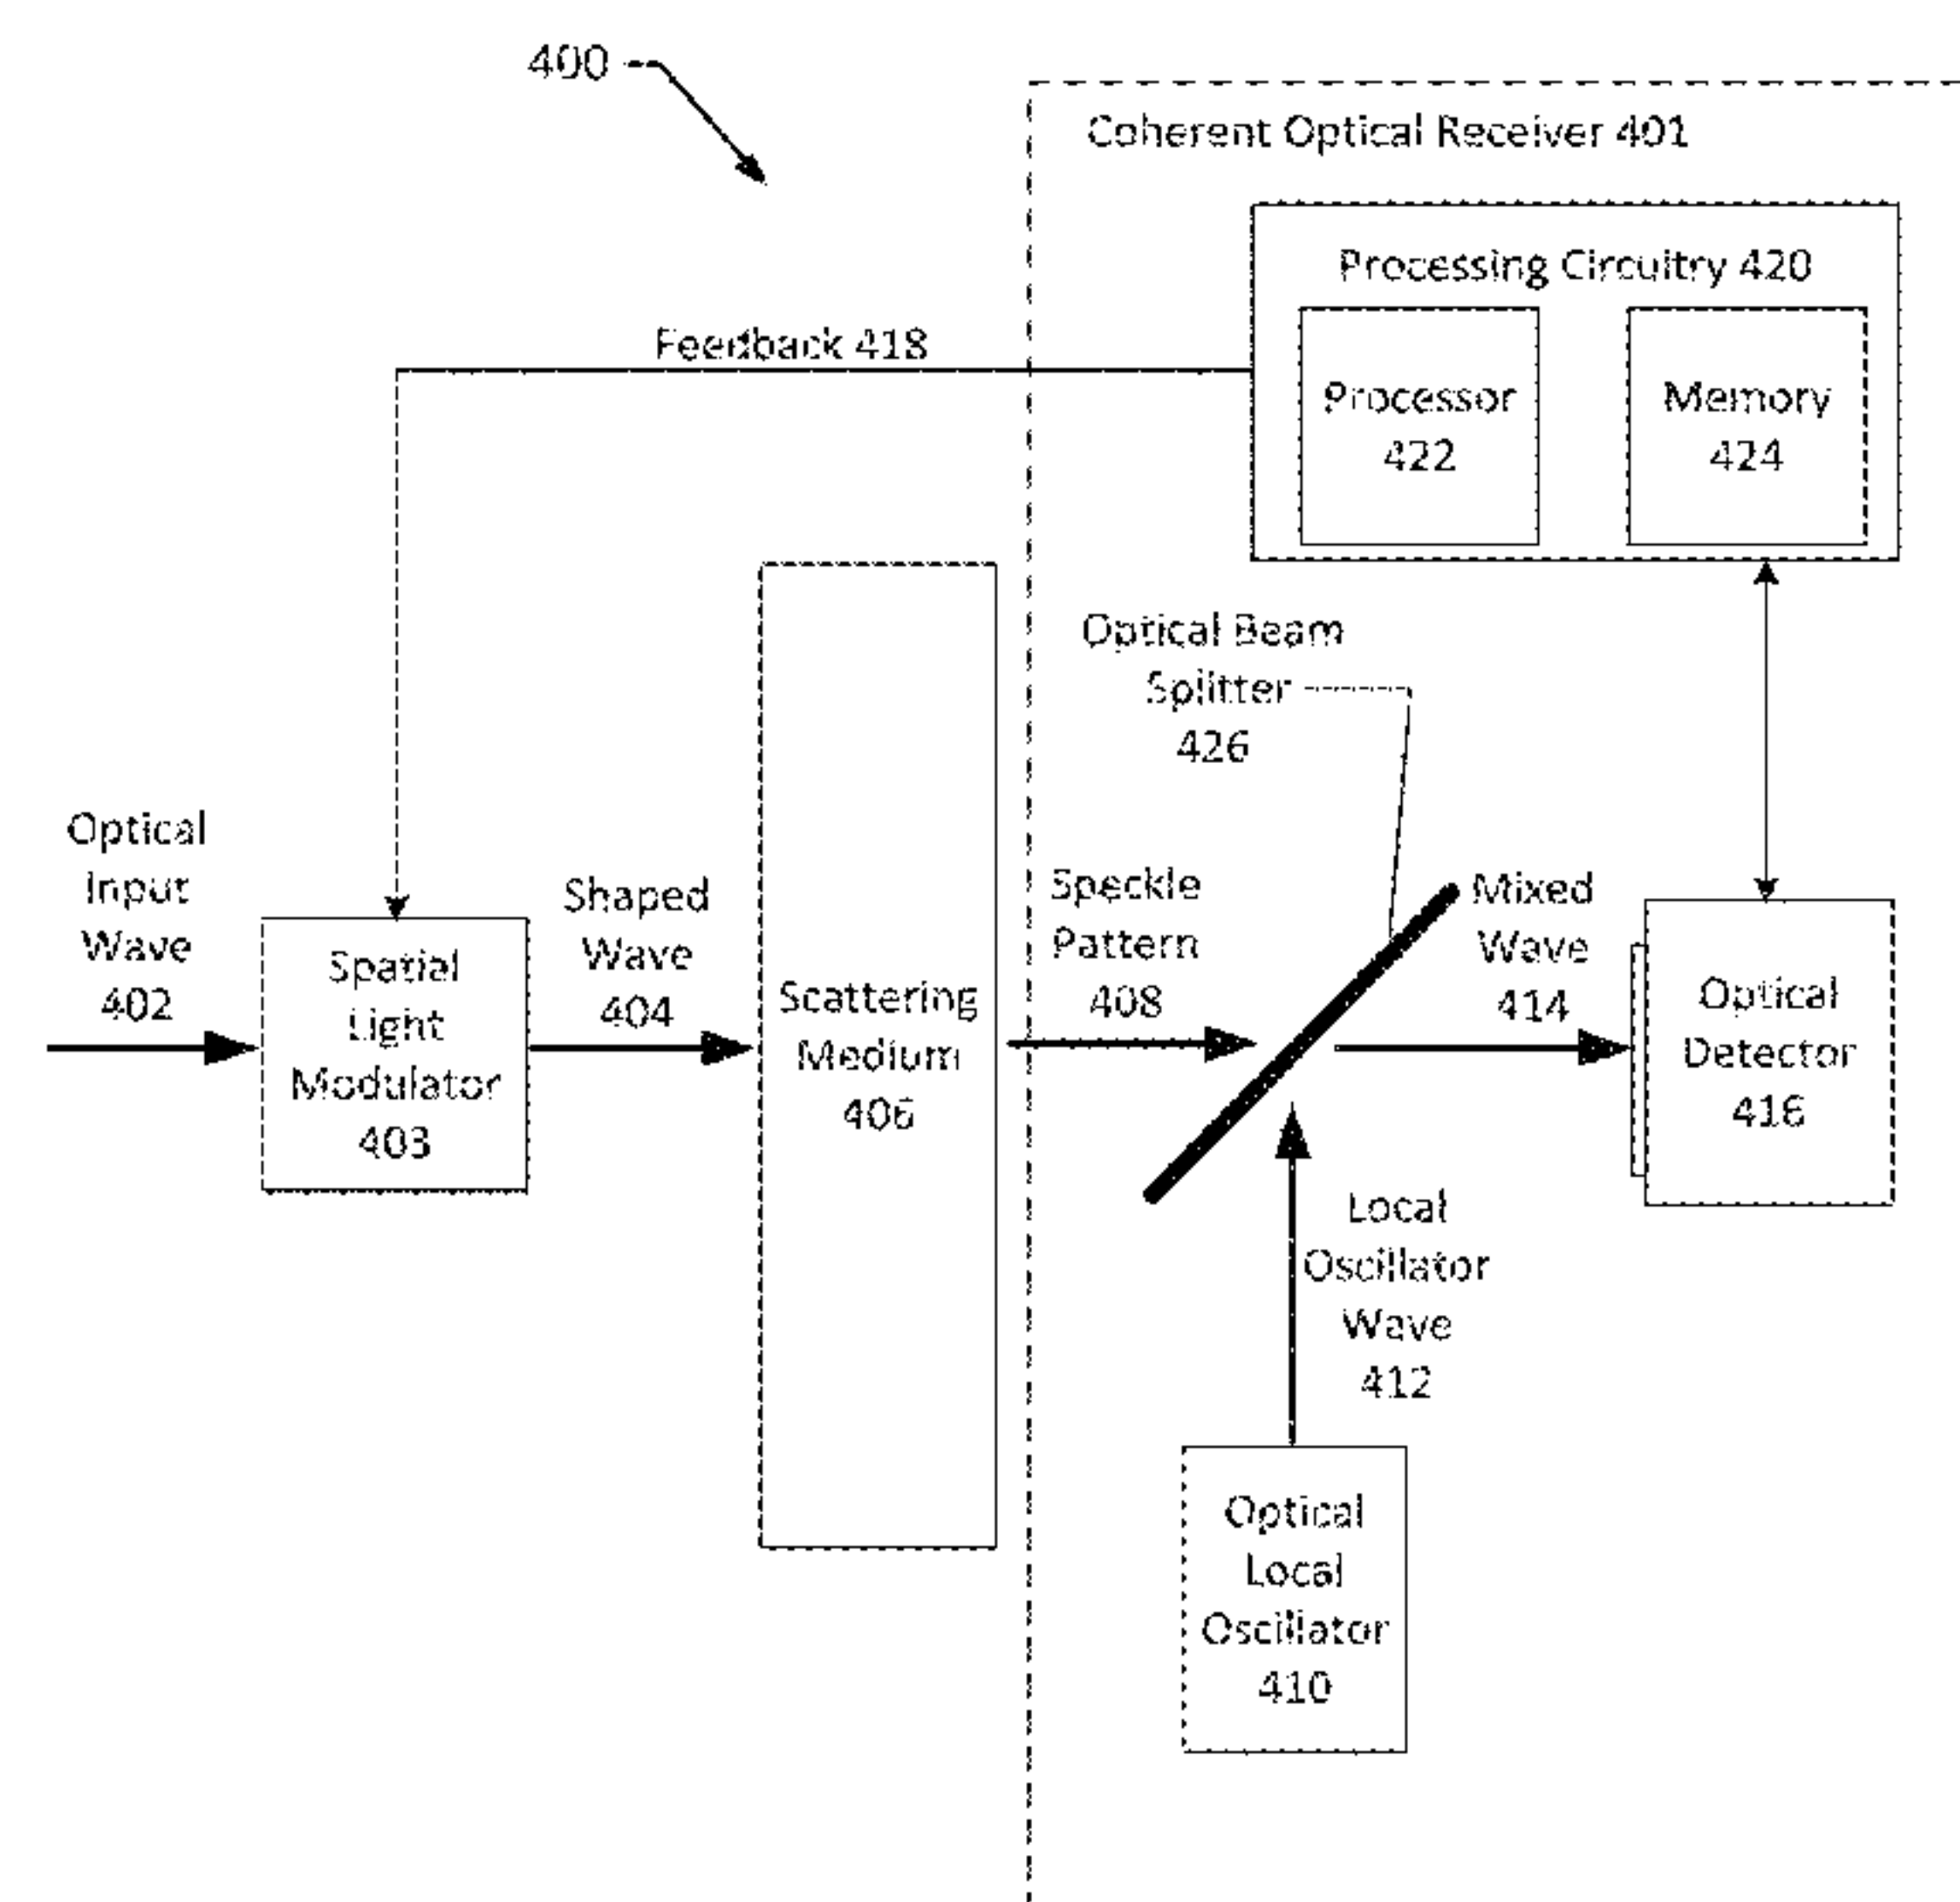 400
Coherent Optical Receiver 401
Processing Circuitry 420
Feedback 418
Processor
422
Memory
424
Optical Beam
Splitter
426
Optical
Input
Wave
402
Spatial
Light
Modulator
403
Shaped
Wave
404
Scattering
Medium
406
Speckle
Pattern
408
Mixed
Wave
414
Optical
Detector
416
Local
Oscillator
Wave
412
Optical
Local
Oscillator
410